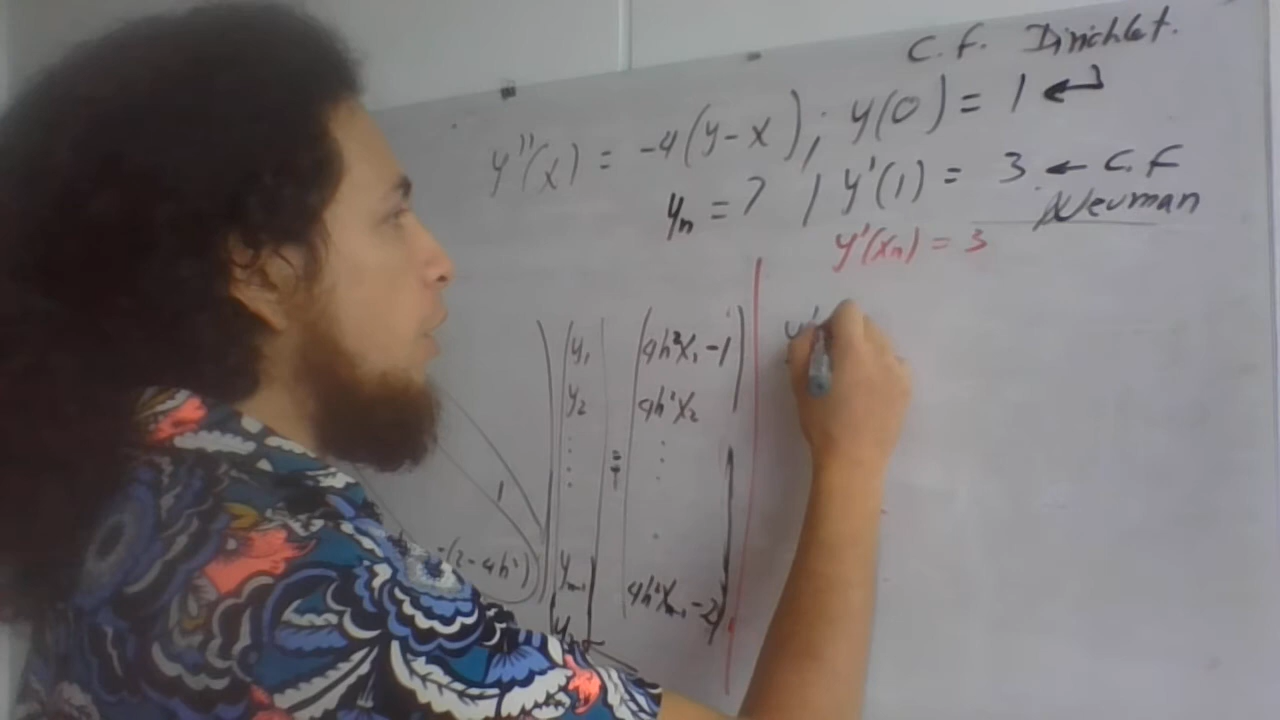 C.F. Dirichlet.
y''(x) = -4(y-x); y(0) = 1 ↵
yn = ? / y'(1) = 3 ← C.F
Neuman
y'(xn) = 3
y'
y1 = 4h²x1 - 1
y2 4h²x2
1
-(2-4h²) yn-1 4h²xn-1 - 2